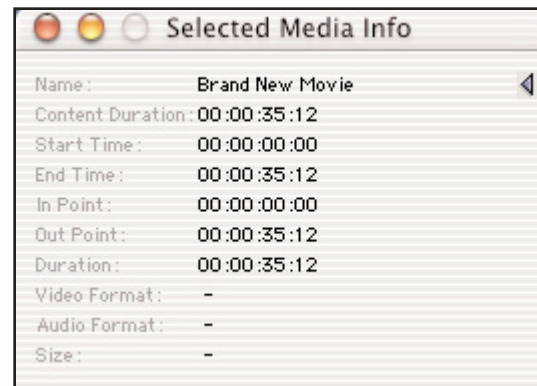 Selected Media Info
Name: Brand New Movie
Content Duration: 00:00:35:12
Start Time: 00:00:00:00
End Time: 00:00:35:12
In Point: 00:00:00:00
Out Point: 00:00:35:12
Duration: 00:00:35:12
Video Format: -
Audio Format: -
Size: -